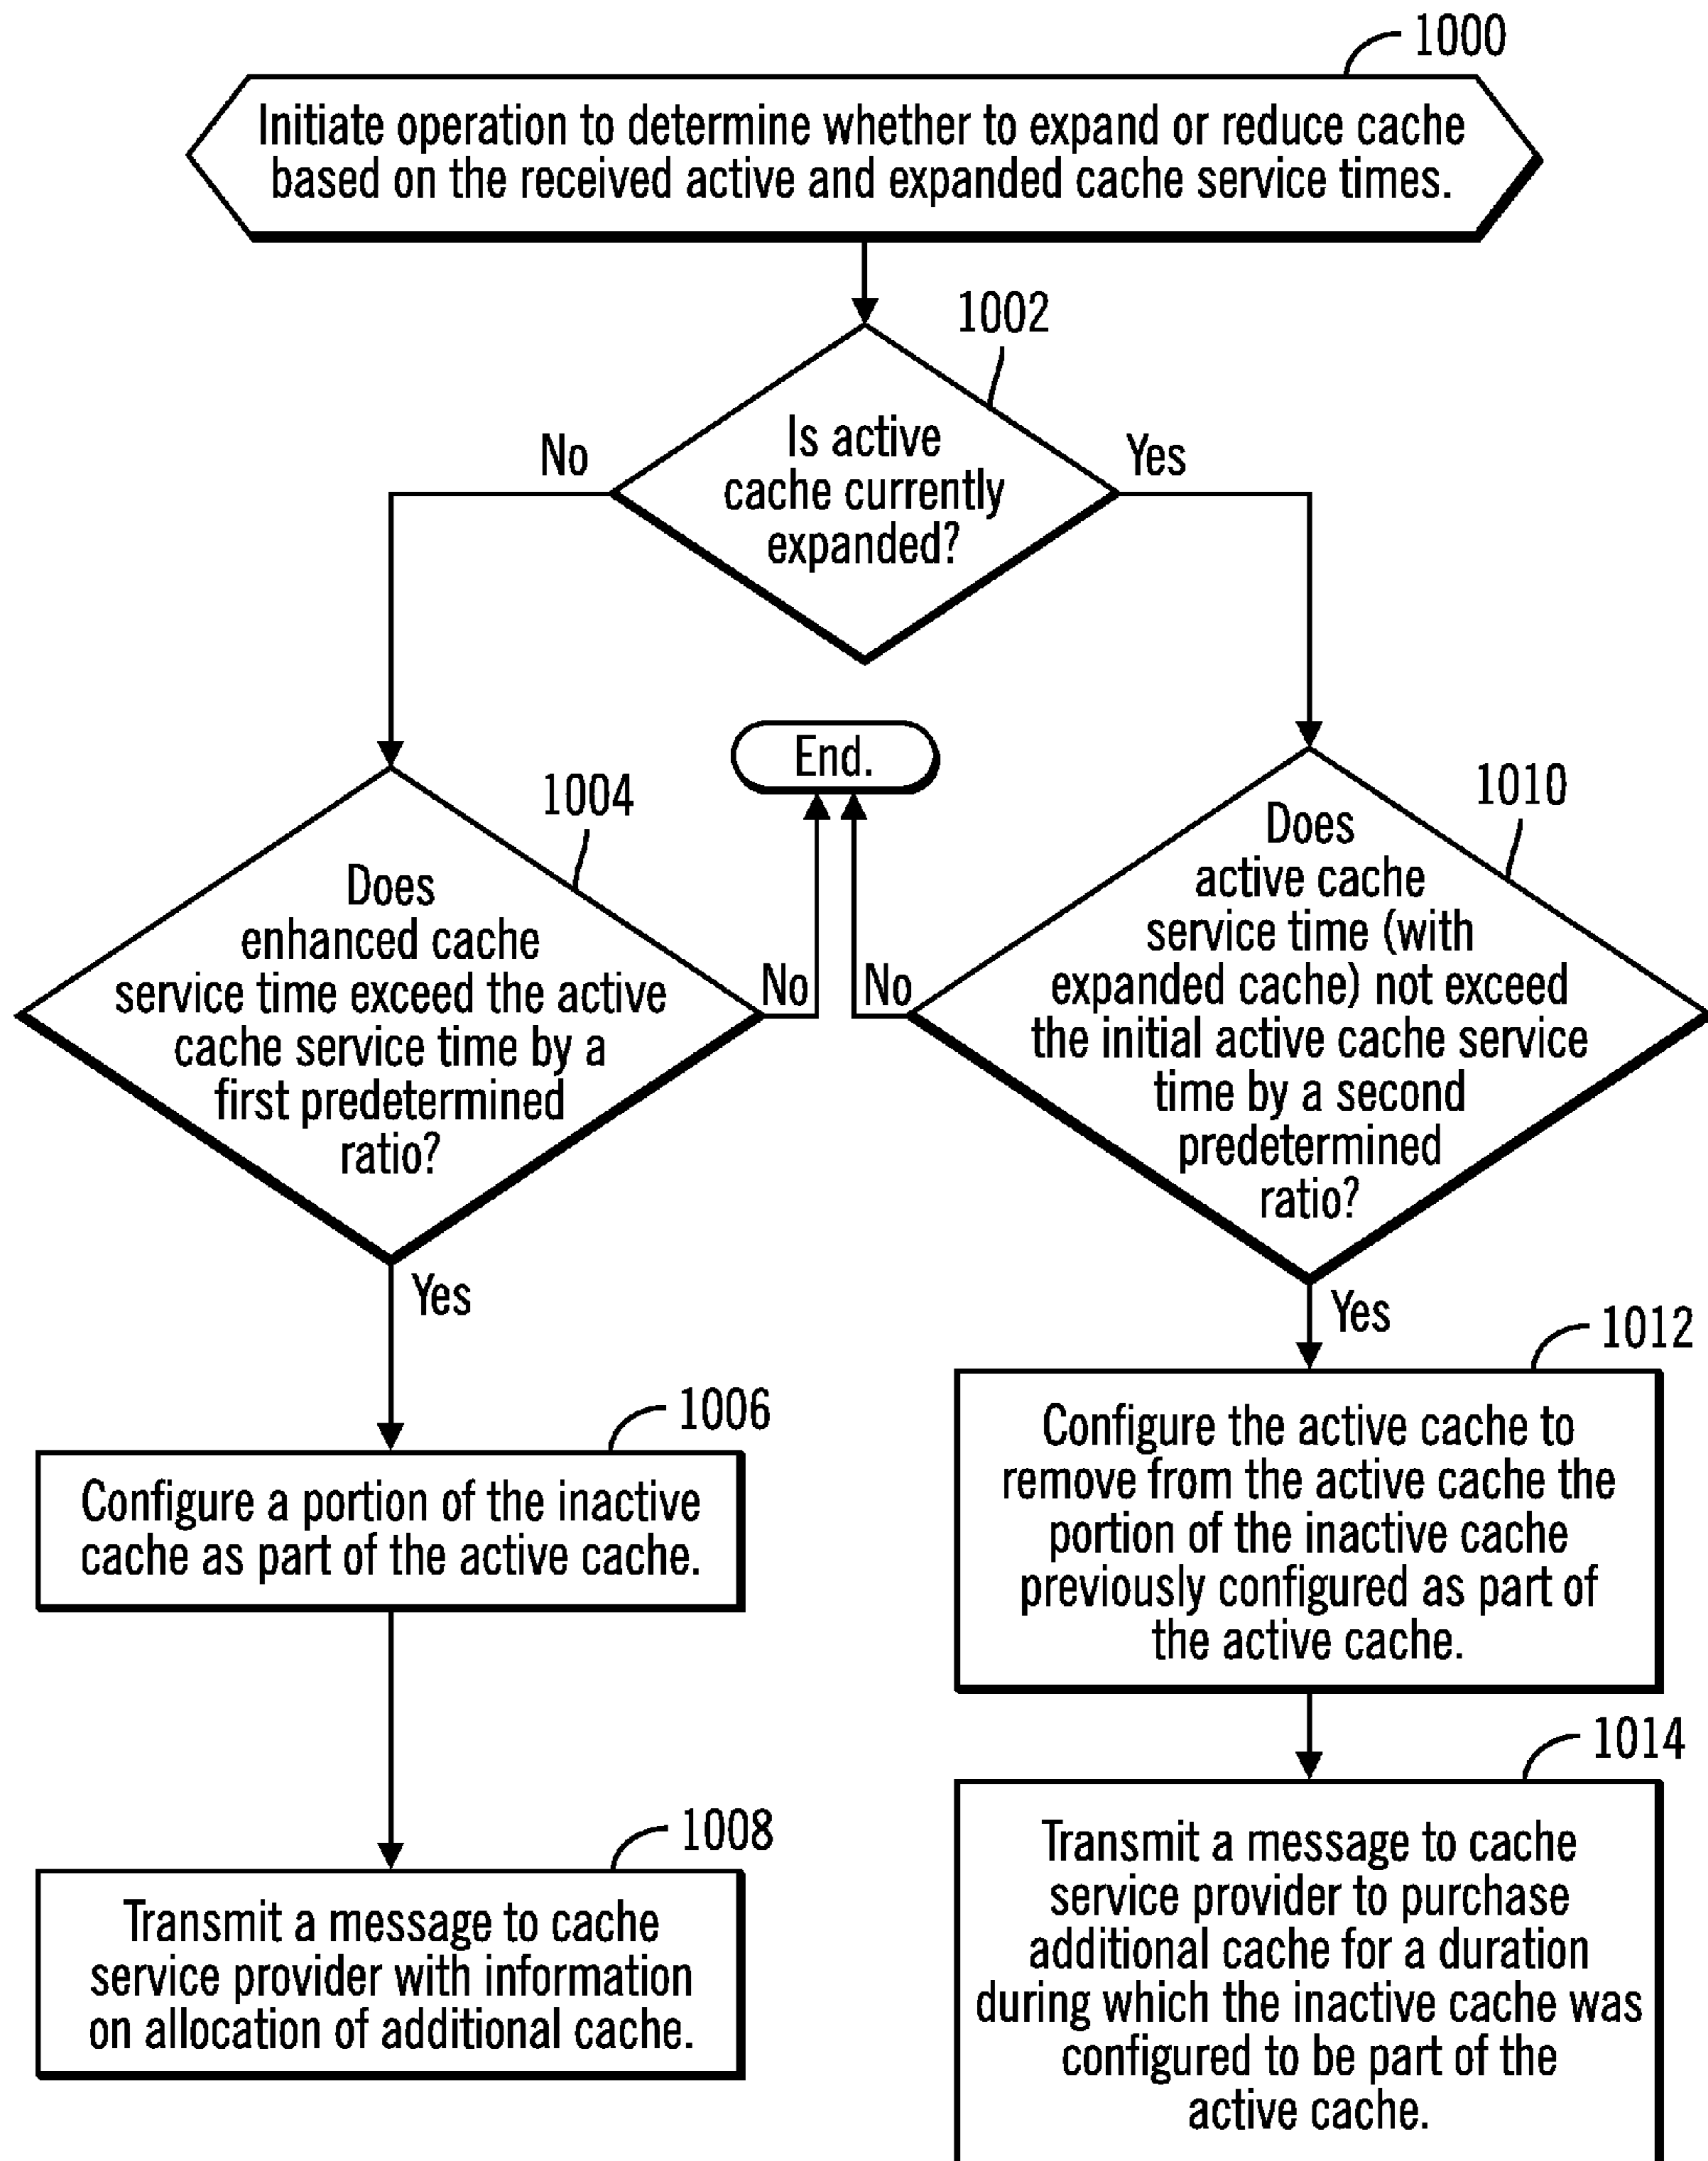 1000
Initiate operation to determine whether to expand or reduce cache
based on the received active and expanded cache service times.
1002
Is active
cache currently
expanded?
No
Yes
End.
1004
Does
enhanced cache
service time exceed the active
cache service time by a
first predetermined
ratio?
No
Yes
1006
Configure a portion of the inactive
cache as part of the active cache.
1008
Transmit a message to cache
service provider with information
on allocation of additional cache.
1010
Does
active cache
service time (with
expanded cache) not exceed
the initial active cache service
time by a second
predetermined
ratio?
No
Yes
1012
Configure the active cache to
remove from the active cache the
portion of the inactive cache
previously configured as part of
the active cache.
1014
Transmit a message to cache
service provider to purchase
additional cache for a duration
during which the inactive cache was
configured to be part of the
active cache.